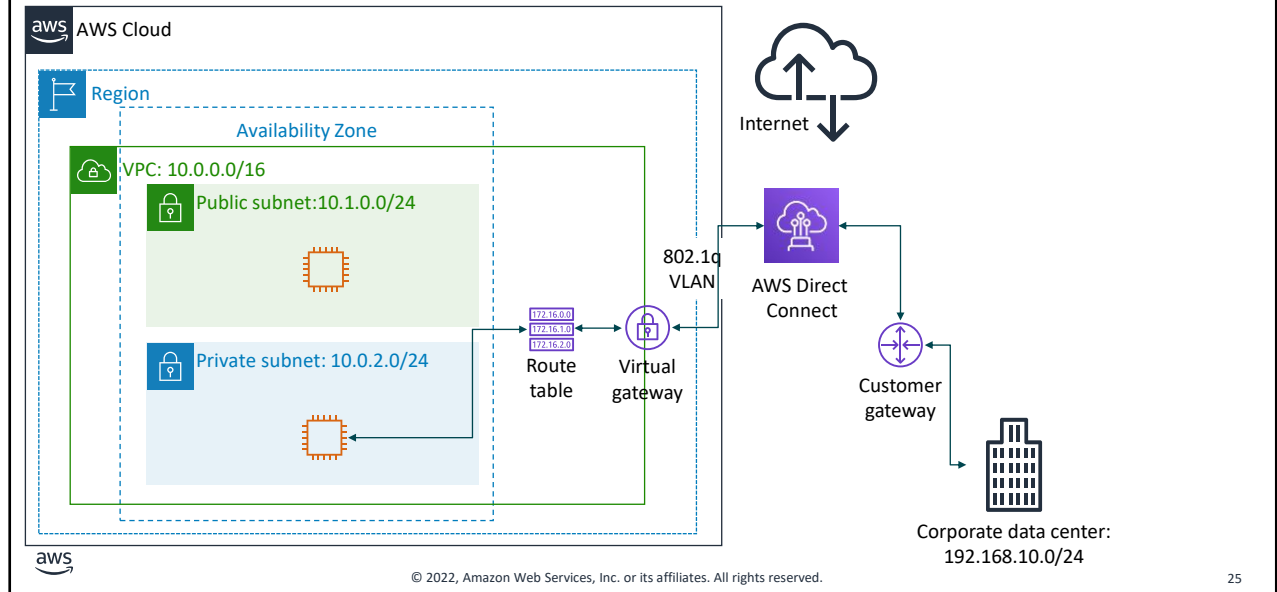 aws
AWS Cloud
Region
Availability Zone
VPC: 10.0.0.0/16
Public subnet:10.1.0.0/24
Private subnet: 10.0.2.0/24
172.16.0.0
172.16.1.0
172.16.2.0
Route
table
Virtual
gateway
802.1q
VLAN
Internet
AWS Direct
Connect
Customer
gateway
Corporate data center:
192.168.10.0/24
aws
© 2022, Amazon Web Services, Inc. or its affiliates. All rights reserved.
25